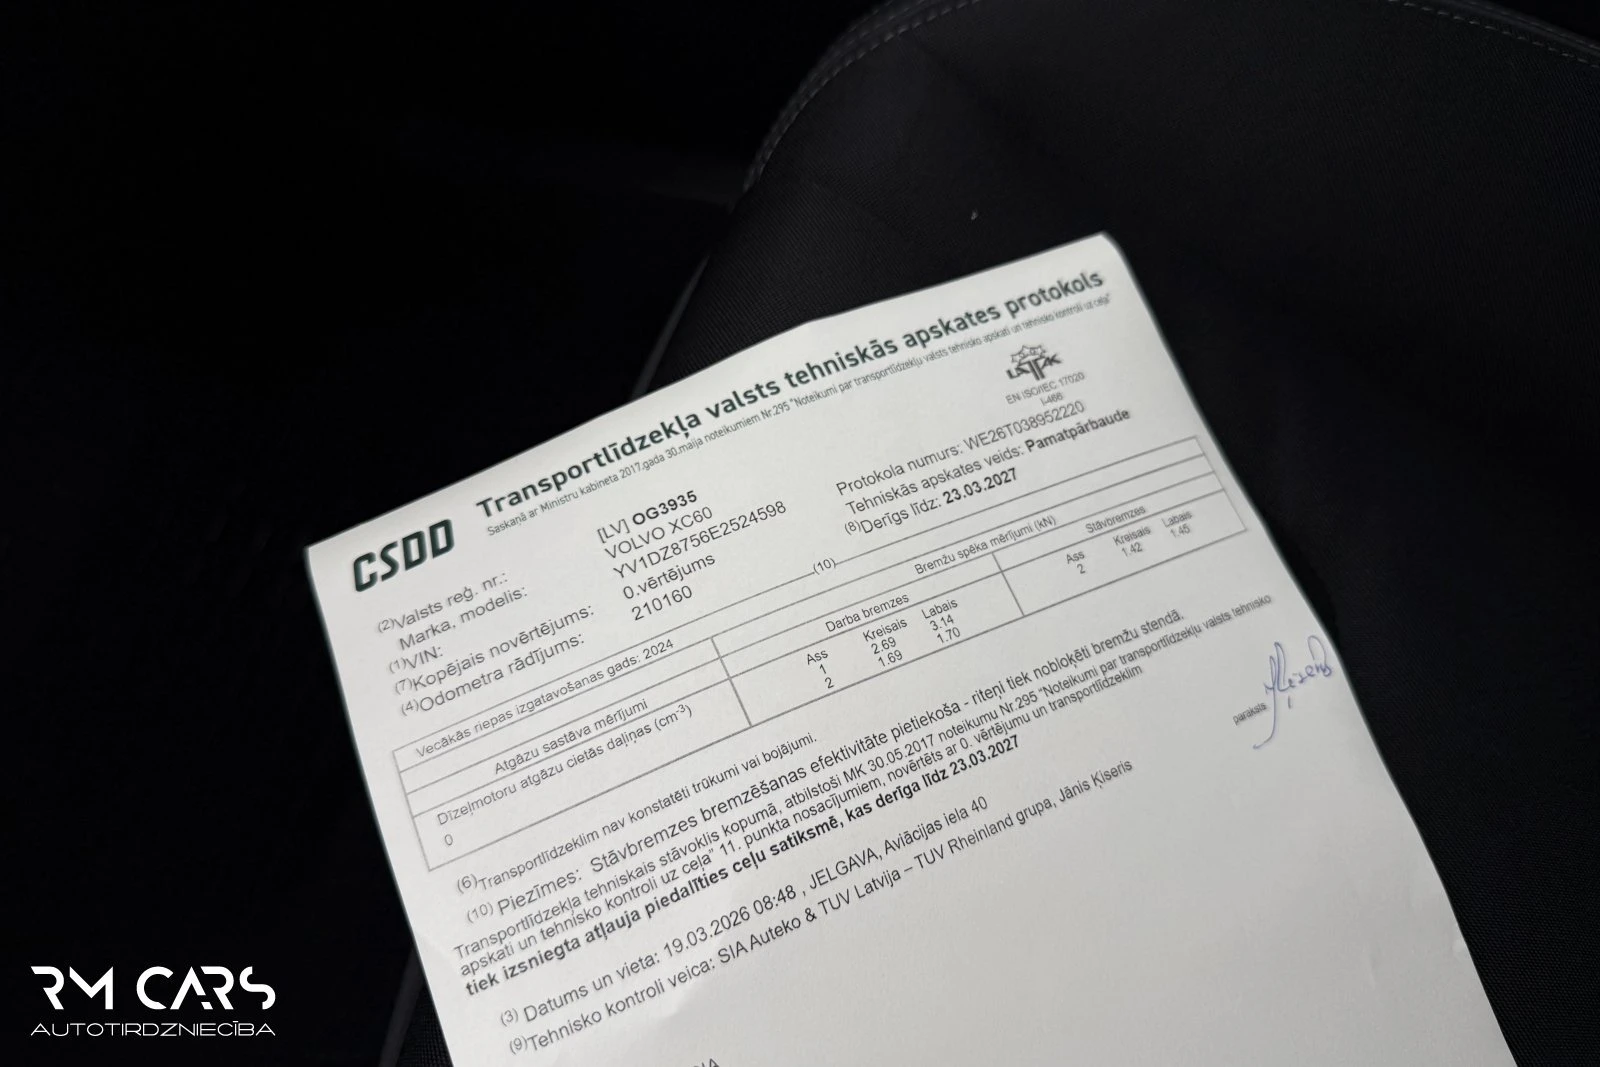 CSDD
Transportlīdzekļa valsts tehniskās apskates protokols
Saskaņā ar Ministru kabineta 2017.gada 30.maija noteikumiem Nr.295 "Noteikumi par transportlīdzekļu valsts tehnisko apskati un tehnisko kontroli uz ceļa"
LATAK
EN ISO/IEC 17020
I-466
(2)Valsts reģ. nr.: [LV] OG3935
Marka, modelis: VOLVO XC60
(1)VIN: YV1DZ8756E2524598
(7)Kopējais novērtējums: 0.vērtējums
(4)Odometra rādījums: 210160
Protokola numurs: WE26T038952220
Tehniskās apskates veids: Pamatpārbaude
(8)Derīgs līdz: 23.03.2027
(10)
Vecākās riepas izgatavošanas gads: 2024
Atgāzu sastāva mērījumi
Dīzeļmotoru atgāzu cietās daļiņas (cm-3)
0
Bremžu spēka mērījumi (kN)
Darba bremzes
Ass Kreisais Labais
1 2.69 3.14
2 1.69 1.70
Stāvbremzes
Ass Kreisais Labais
2 1.42 1.45
(6)Transportlīdzeklim nav konstatēti trūkumi vai bojājumi.
(10) Piezīmes: Stāvbremzes bremzēšanas efektivitāte pietiekoša - riteņi tiek nobloķēti bremžu stendā.
Transportlīdzekļa tehniskais stāvoklis kopumā, atbilstoši MK 30.05.2017 noteikumu Nr.295 "Noteikumi par transportlīdzekļu valsts tehnisko
apskati un tehnisko kontroli uz ceļa" 11. punkta nosacījumiem, novērtēts ar 0. vērtējumu un transportlīdzeklim
tiek izsniegta atļauja piedalīties ceļu satiksmē, kas derīga līdz 23.03.2027
paraksts
(3) Datums un vieta: 19.03.2026 08:48 , JELGAVA, Aviācijas iela 40
(9)Tehnisko kontroli veica: SIA Auteko & TUV Latvija – TUV Rheinland grupa, Jānis Ķiseris
RM CARS
AUTOTIRDZNIECĪBA